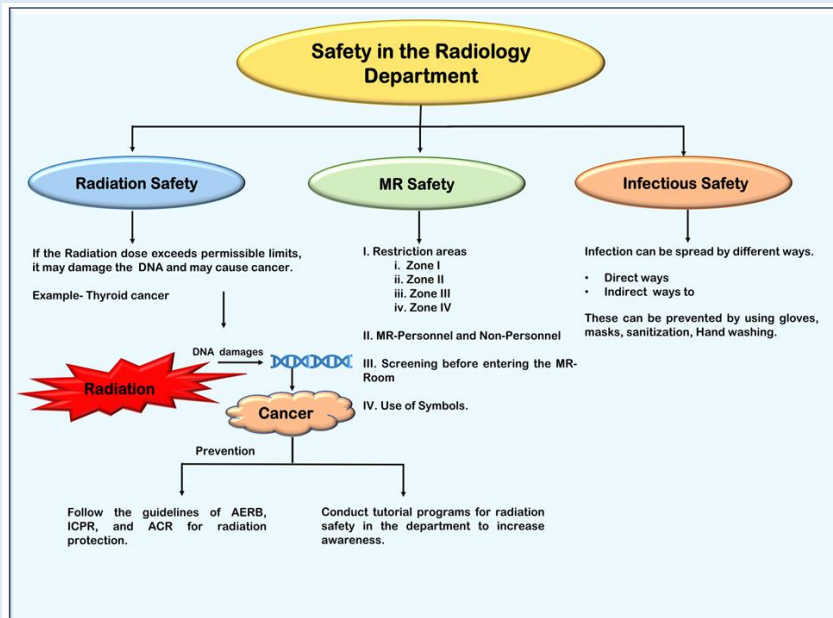 Safety in the Radiology
Department
Radiation Safety
MR Safety
Infectious Safety
If the Radiation dose exceeds permissible limits,
it may damage the DNA and may cause cancer.
Example- Thyroid cancer
DNA damages
Radiation
Cancer
Prevention
Follow the guidelines of AERB,
ICPR, and ACR for radiation
protection.
Conduct tutorial programs for radiation
safety in the department to increase
awareness.
I. Restriction areas
i. Zone I
ii. Zone II
iii. Zone III
iv. Zone IV
II. MR-Personnel and Non-Personnel
III. Screening before entering the MR-
Room
IV. Use of Symbols.
Infection can be spread by different ways.
• Direct ways
• Indirect ways to
These can be prevented by using gloves,
masks, sanitization, Hand washing.